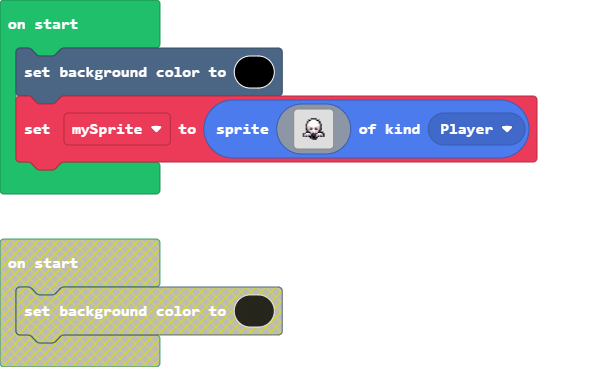 on start
set background color to
set mySprite to sprite of kind Player
on start
set background color to